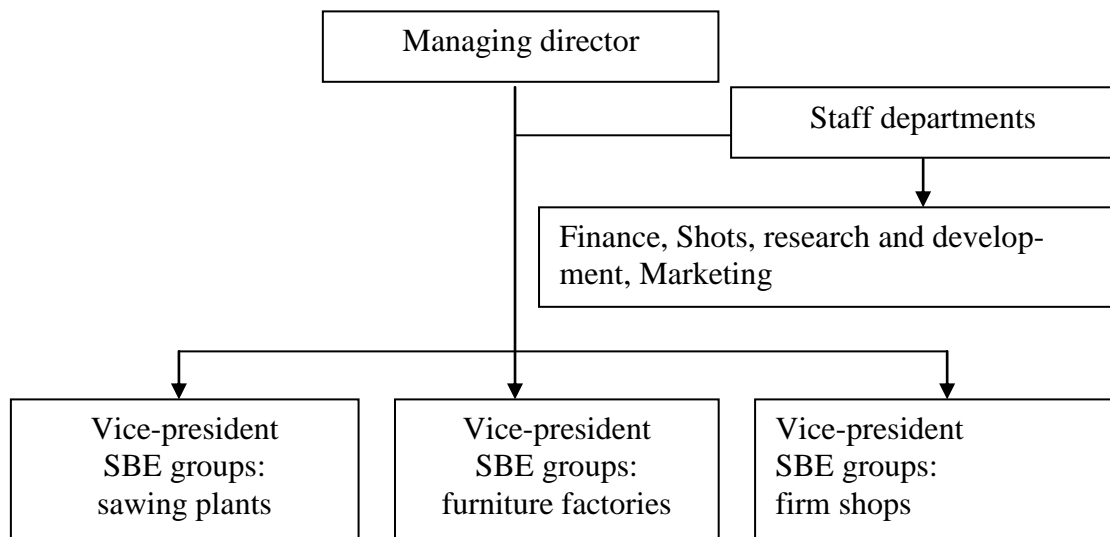 Managing director
Staff departments
Finance, Shots, research and develop-
ment, Marketing
Vice-president
SBE groups:
sawing plants
Vice-president
SBE groups:
furniture factories
Vice-president
SBE groups:
firm shops